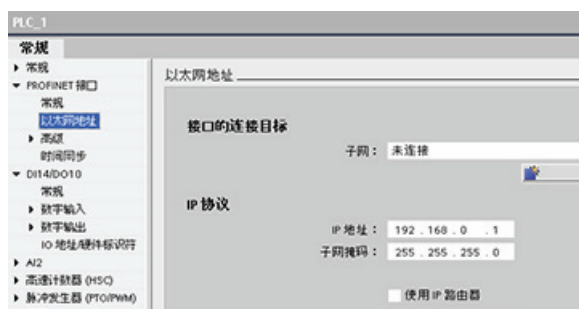 PLC_1
常规
常规
PROFINET 接口
常规
以太网地址
高级
时间同步
DI14/DO10
常规
数字输入
数字输出
IO 地址/硬件标识符
AI2
高速计数器 (HSC)
脉冲发生器 (PTO/PWM)
以太网地址
接口的连接目标
子网： 未连接
IP 协议
IP 地址： 192 . 168 . 0 . 1
子网掩码： 255 . 255 . 255 . 0
使用 IP 路由器